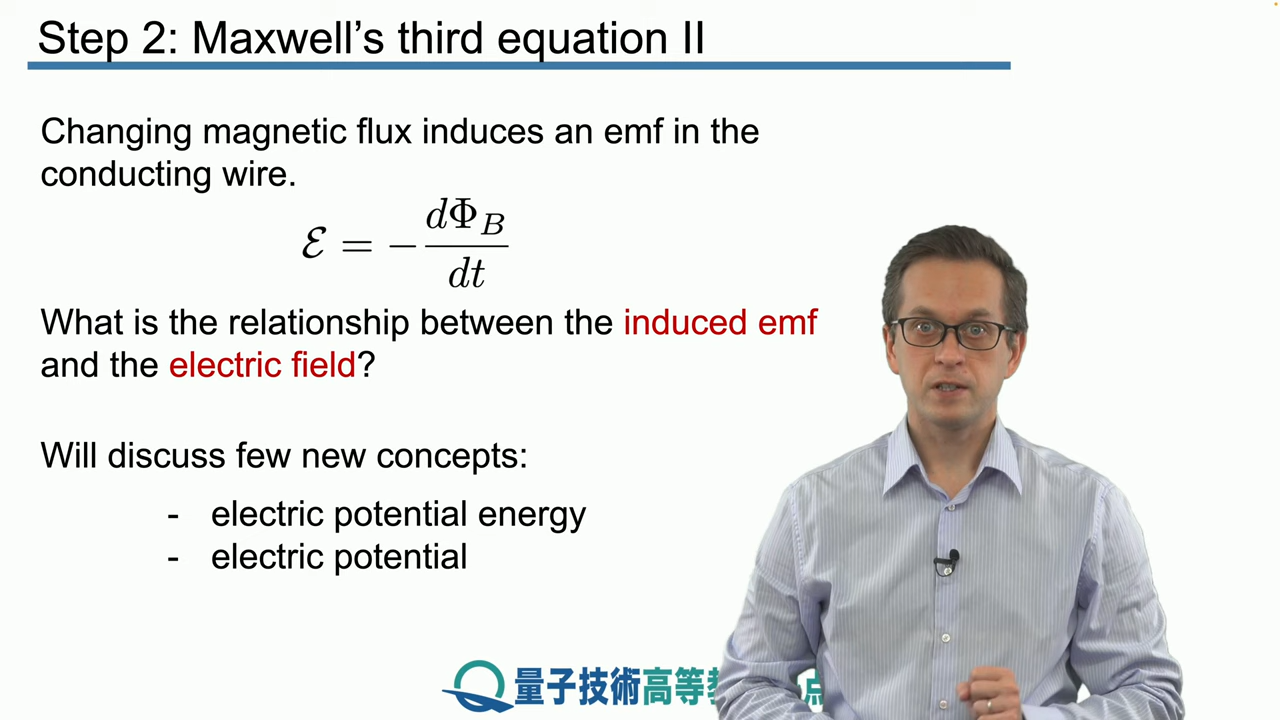 Step 2: Maxwell's third equation II
Changing magnetic flux induces an emf in the
conducting wire.
ℰ = − dΦ_B / dt
What is the relationship between the induced emf
and the electric field?
Will discuss few new concepts:
- electric potential energy
- electric potential
量子技術高等教
点